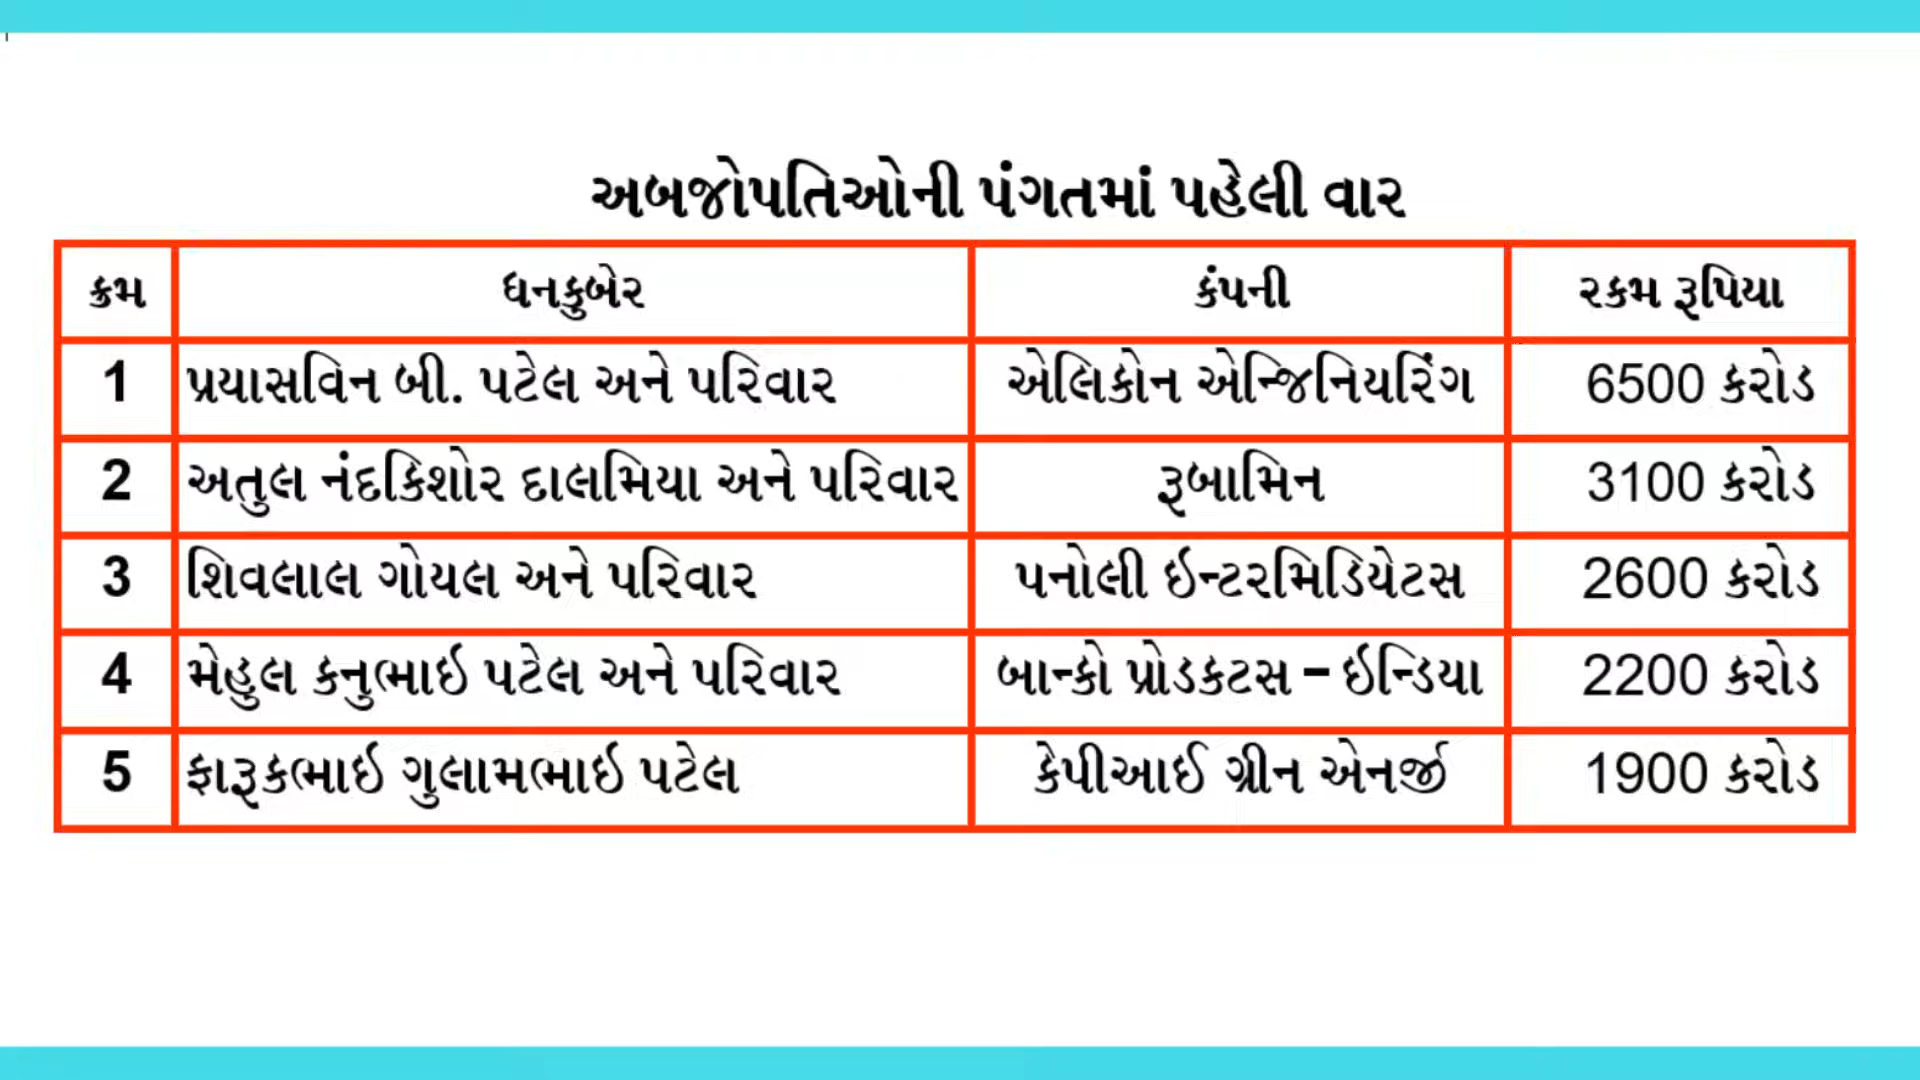 અબજોપતિઓની પંગતમાં પહેલી વાર
ક્રમ ધનકુબેર કંપની રકમ રૂપિયા
1 પ્રયાસવિન બી. પટેલ અને પરિવાર એલિકોન એન્જિનિયરિંગ 6500 કરોડ
2 અતુલ નંદકિશોર દાલમિયા અને પરિવાર રૂબામિન 3100 કરોડ
3 શિવલાલ ગોયલ અને પરિવાર પનોલી ઇન્ટરમિડિયેટસ 2600 કરોડ
4 મેહુલ કનુભાઇ પટેલ અને પરિવાર બાન્કો પ્રોડકટસ – ઇન્ડિયા 2200 કરોડ
5 ફારૂકભાઇ ગુલામભાઇ પટેલ કેપીઆઈ ગ્રીન એનર્જી 1900 કરોડ